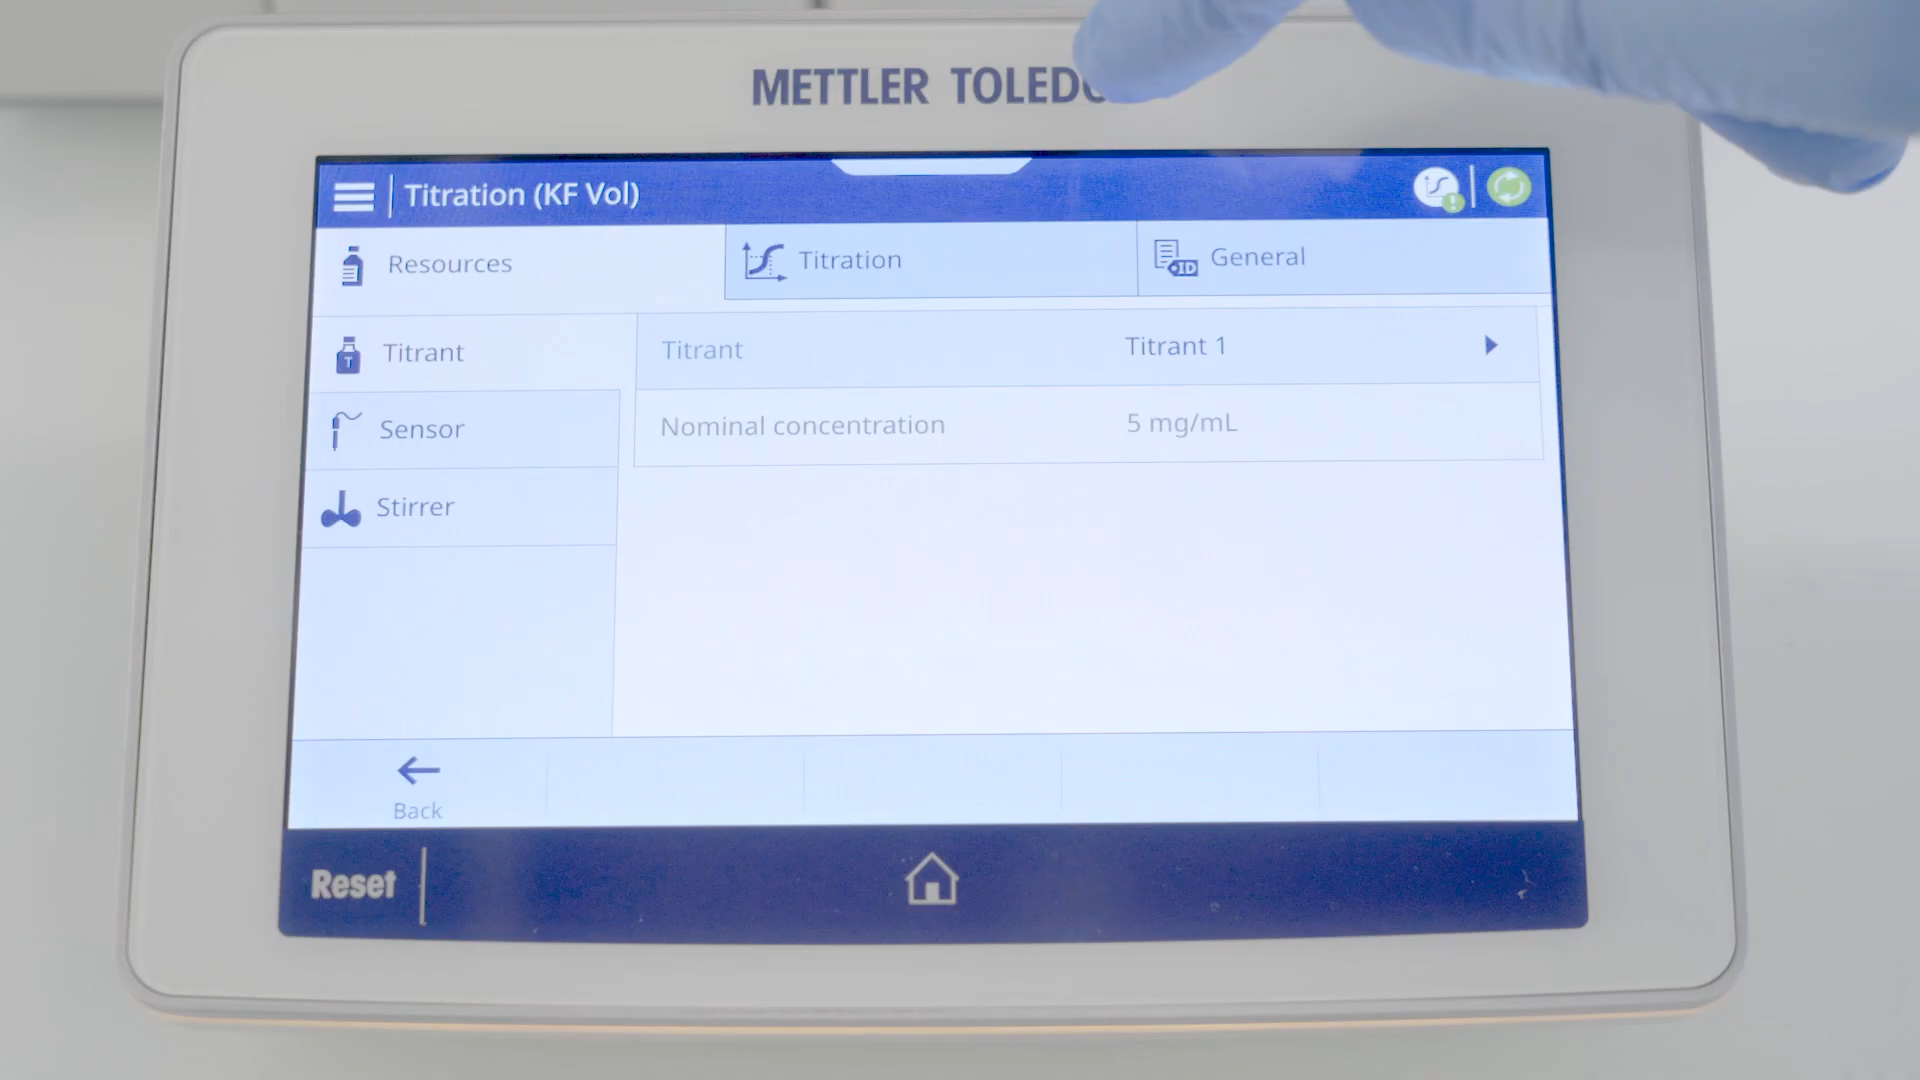 METTLER TOLEDO
Titration (KF Vol)
Resources
Titration
General
Titrant
Titrant
Titrant 1
Sensor
Nominal concentration
5 mg/mL
Stirrer
Back
Reset